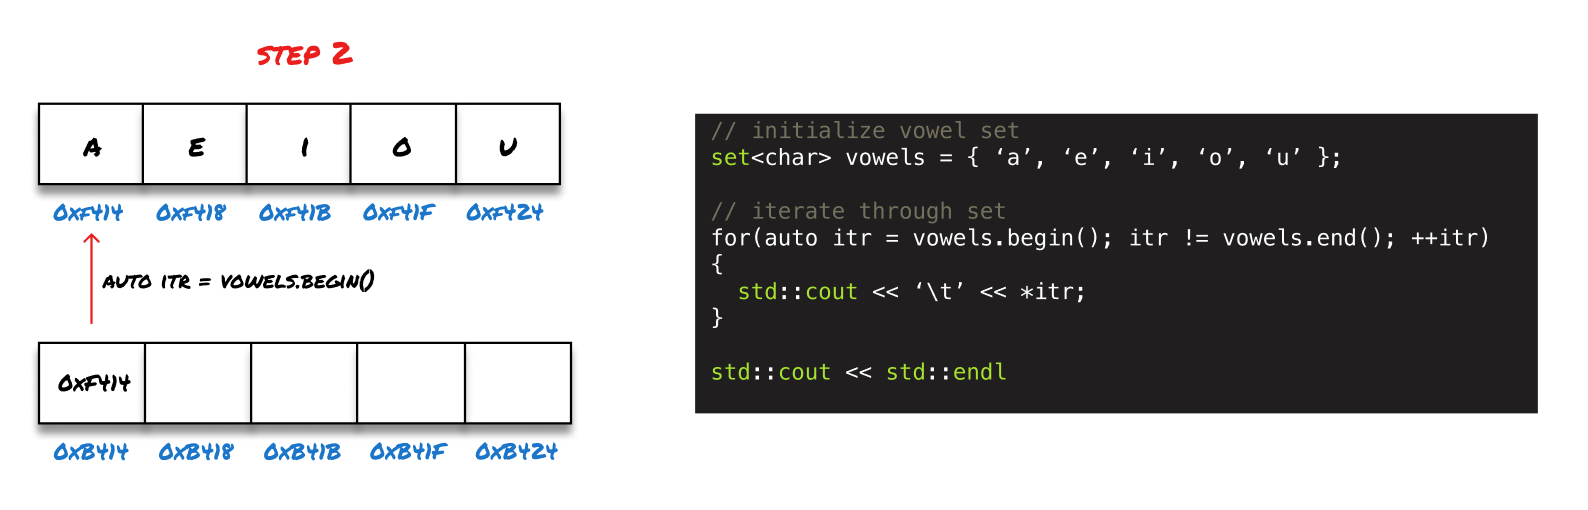 STEP 2
A E I O U
0xF414 0xF418 0xF41B 0xF41F 0xF424
AUTO ITR = VOWELS.BEGIN()
0xF414
0xB414 0xB418 0xB41B 0xB41F 0xB424
// initialize vowel set
set<char> vowels = { ‘a’, ‘e’, ‘i’, ‘o’, ‘u’ };
// iterate through set
for(auto itr = vowels.begin(); itr != vowels.end(); ++itr)
{
std::cout << ‘\t’ << *itr;
}
std::cout << std::endl